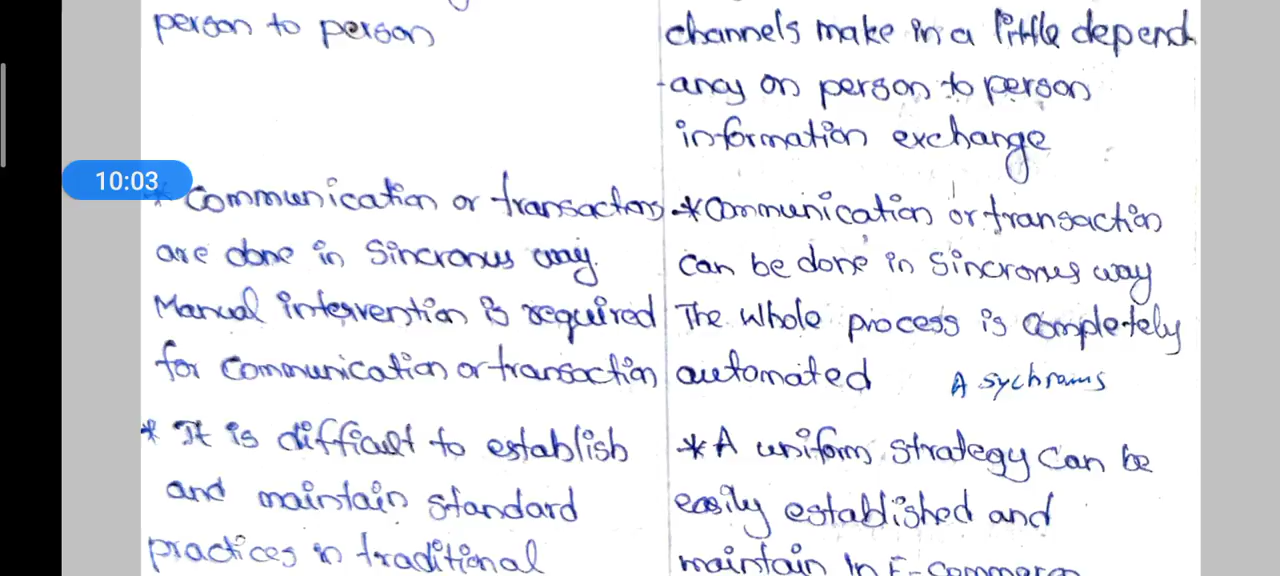 person to person
are done in Sincronus way.
Manual intervention is required
for communication or transaction
* It is difficult to establish
and maintain standard
practices in traditional
channels make in a little depend
-ancy on person to person
information exchange
10:03
* Communication or transactions
* Communication or transaction
can be done in Sincronus way
The whole process is completely
automated
A sychrams
* A uniform strategy can be
easily established and
maintain in E-Commerce